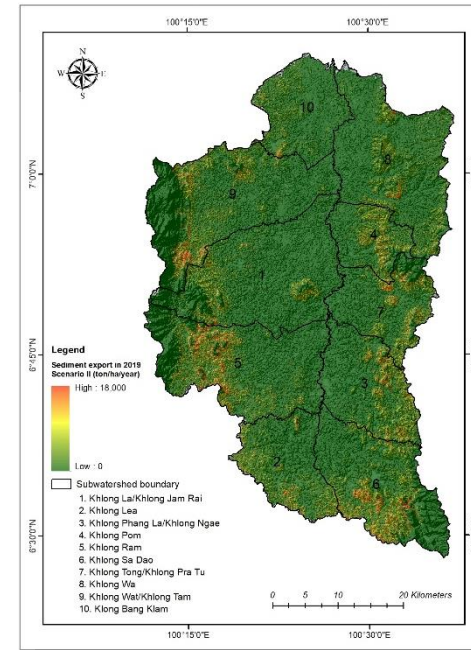 100°15'0"E 100°30'0"E
N
W E
S
10
8
7°0'0"N
9
4
1
7
6°45'0"N
Legend
Sediment export in 2019
Scenario II (ton/ha/year)
High : 18,000
Low : 0
5
3
Subwatershed boundary
1. Khlong La/Khlong Jam Rai
2. Khlong Lea
3. Khlong Phang La/Khlong Ngae
4. Khlong Pom
5. Khlong Ram
6. Khlong Sa Dao
7. Khlong Tong/Khlong Pra Tu
8. Khlong Wa
9. Khlong Wat/Khlong Tam
10. Klong Bang Klam
2
6
6°30'0"N
0 5 10 20 Kilometers
100°15'0"E 100°30'0"E